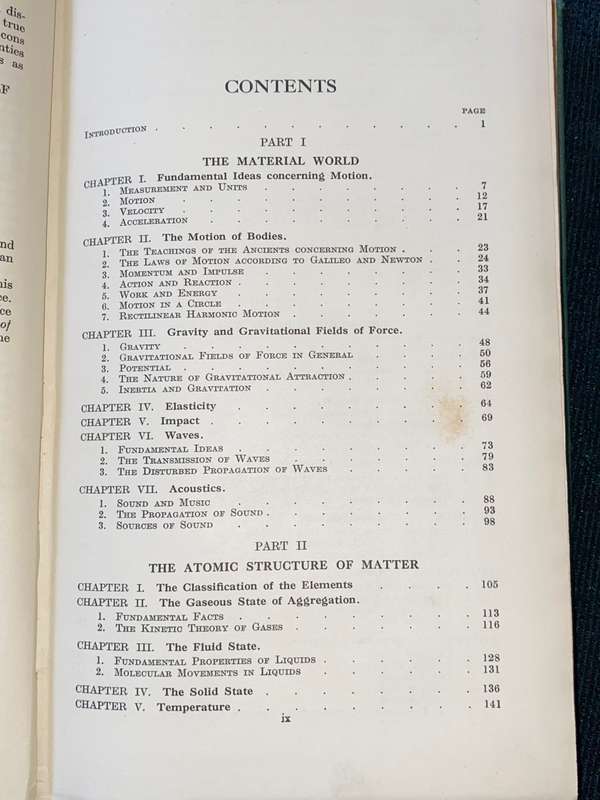 dis-
true
cons
as
and
an
his
ce.
ce
of
CONTENTS
PAGE
INTRODUCTION . . . . . . . . . . . . 1
PART I
THE MATERIAL WORLD
CHAPTER I. Fundamental Ideas concerning Motion.
1. MEASUREMENT AND UNITS . . . . . . . . 7
2. MOTION . . . . . . . . . . . 12
3. VELOCITY . . . . . . . . . . 17
4. ACCELERATION . . . . . . . . . . 21
CHAPTER II. The Motion of Bodies.
1. THE TEACHINGS OF THE ANCIENTS CONCERNING MOTION . . . 23
2. THE LAWS OF MOTION ACCORDING TO GALILEO AND NEWTON . . 24
3. MOMENTUM AND IMPULSE . . . . . . . . 33
4. ACTION AND REACTION . . . . . . . . . 34
5. WORK AND ENERGY . . . . . . . . . 37
6. MOTION IN A CIRCLE . . . . . . . . . 41
7. RECTILINEAR HARMONIC MOTION . . . . . . . 44
CHAPTER III. Gravity and Gravitational Fields of Force.
1. GRAVITY . . . . . . . . . . 48
2. GRAVITATIONAL FIELDS OF FORCE IN GENERAL . . . . 50
3. POTENTIAL . . . . . . . . . . . 56
4. THE NATURE OF GRAVITATIONAL ATTRACTION . . . . . 59
5. INERTIA AND GRAVITATION . . . . . . . . 62
CHAPTER IV. Elasticity . . . . . . . . . 64
CHAPTER V. Impact . . . . . . . . . . 69
CHAPTER VI. Waves.
1. FUNDAMENTAL IDEAS . . . . . . . . . 73
2. THE TRANSMISSION OF WAVES . . . . . . . 79
3. THE DISTURBED PROPAGATION OF WAVES . . . . . 83
CHAPTER VII. Acoustics.
1. SOUND AND MUSIC . . . . . . . . . 88
2. THE PROPAGATION OF SOUND . . . . . . . . 93
3. SOURCES OF SOUND . . . . . . . . . 98
PART II
THE ATOMIC STRUCTURE OF MATTER
CHAPTER I. The Classification of the Elements . . . . 105
CHAPTER II. The Gaseous State of Aggregation.
1. FUNDAMENTAL FACTS . . . . . . . . . 113
2. THE KINETIC THEORY OF GASES . . . . . . . 116
CHAPTER III. The Fluid State.
1. FUNDAMENTAL PROPERTIES OF LIQUIDS . . . . . . 128
2. MOLECULAR MOVEMENTS IN LIQUIDS . . . . . . 131
CHAPTER IV. The Solid State . . . . . . . . 136
CHAPTER V. Temperature . . . . . . . . . 141
ix